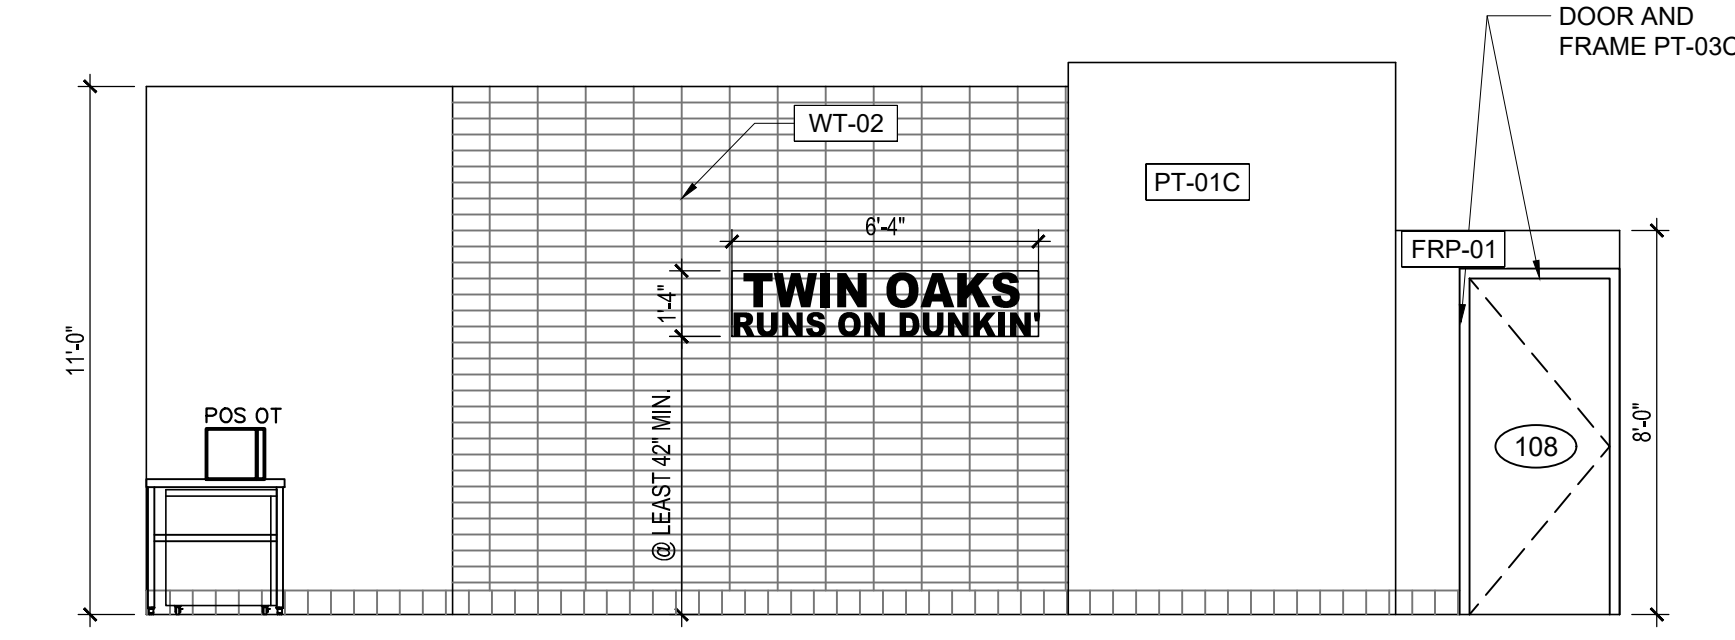 DOOR AND
FRAME PT-03C
WT-02
PT-01C
6'-4"
FRP-01
TWIN OAKS
RUNS ON DUNKIN'
1'-4"
11'-0"
POS OT
@ LEAST 42" MIN.
108
8'-0"